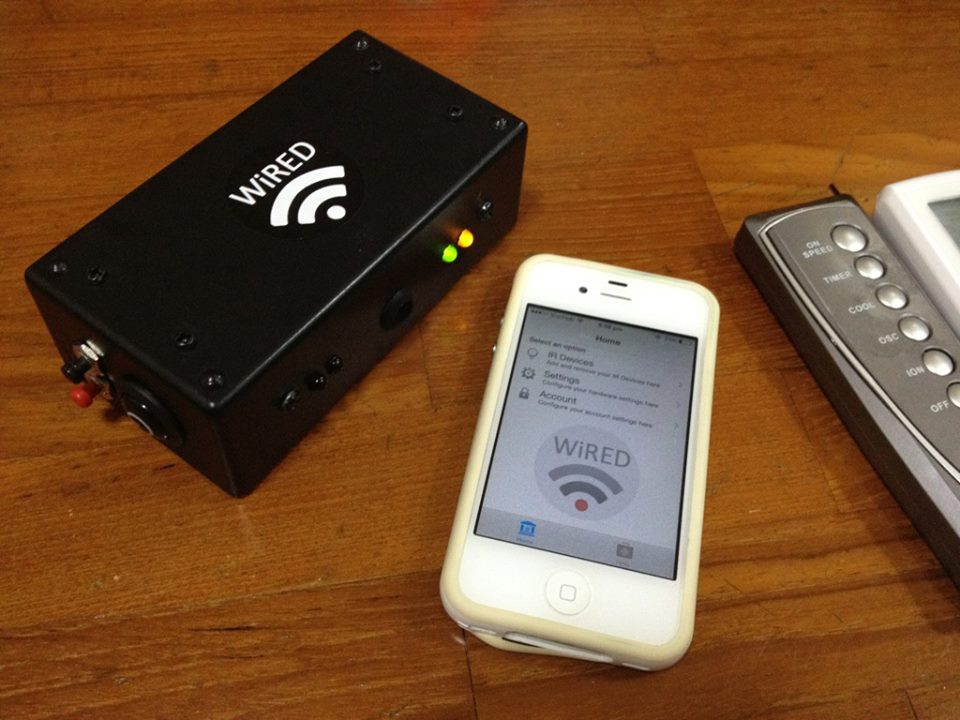 WiRED
Home
Select an option
IR Devices
Add and remove your IR Devices here
Settings
Configure your hardware settings here
Account
Configure your account settings here
WiRED
Home
ON
SPEED
TIMER
COOL
OSC
ION
OFF